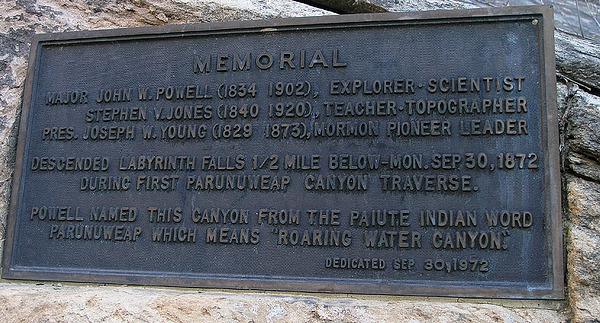 MEMORIAL
MAJOR JOHN W. POWELL (1834 1902), EXPLORER-SCIENTIST
STEPHEN V. JONES (1840 1920), TEACHER-TOPOGRAPHER
PRES. JOSEPH W. YOUNG (1829 1873), MORMON PIONEER LEADER
DESCENDED LABYRINTH FALLS 1/2 MILE BELOW-MON. SEP 30, 1872
DURING FIRST PARUNUWEAP CANYON TRAVERSE.
POWELL NAMED THIS CANYON FROM THE PAIUTE INDIAN WORD
PARUNUWEAP WHICH MEANS "ROARING WATER CANYON."
DEDICATED SEP. 30, 1972